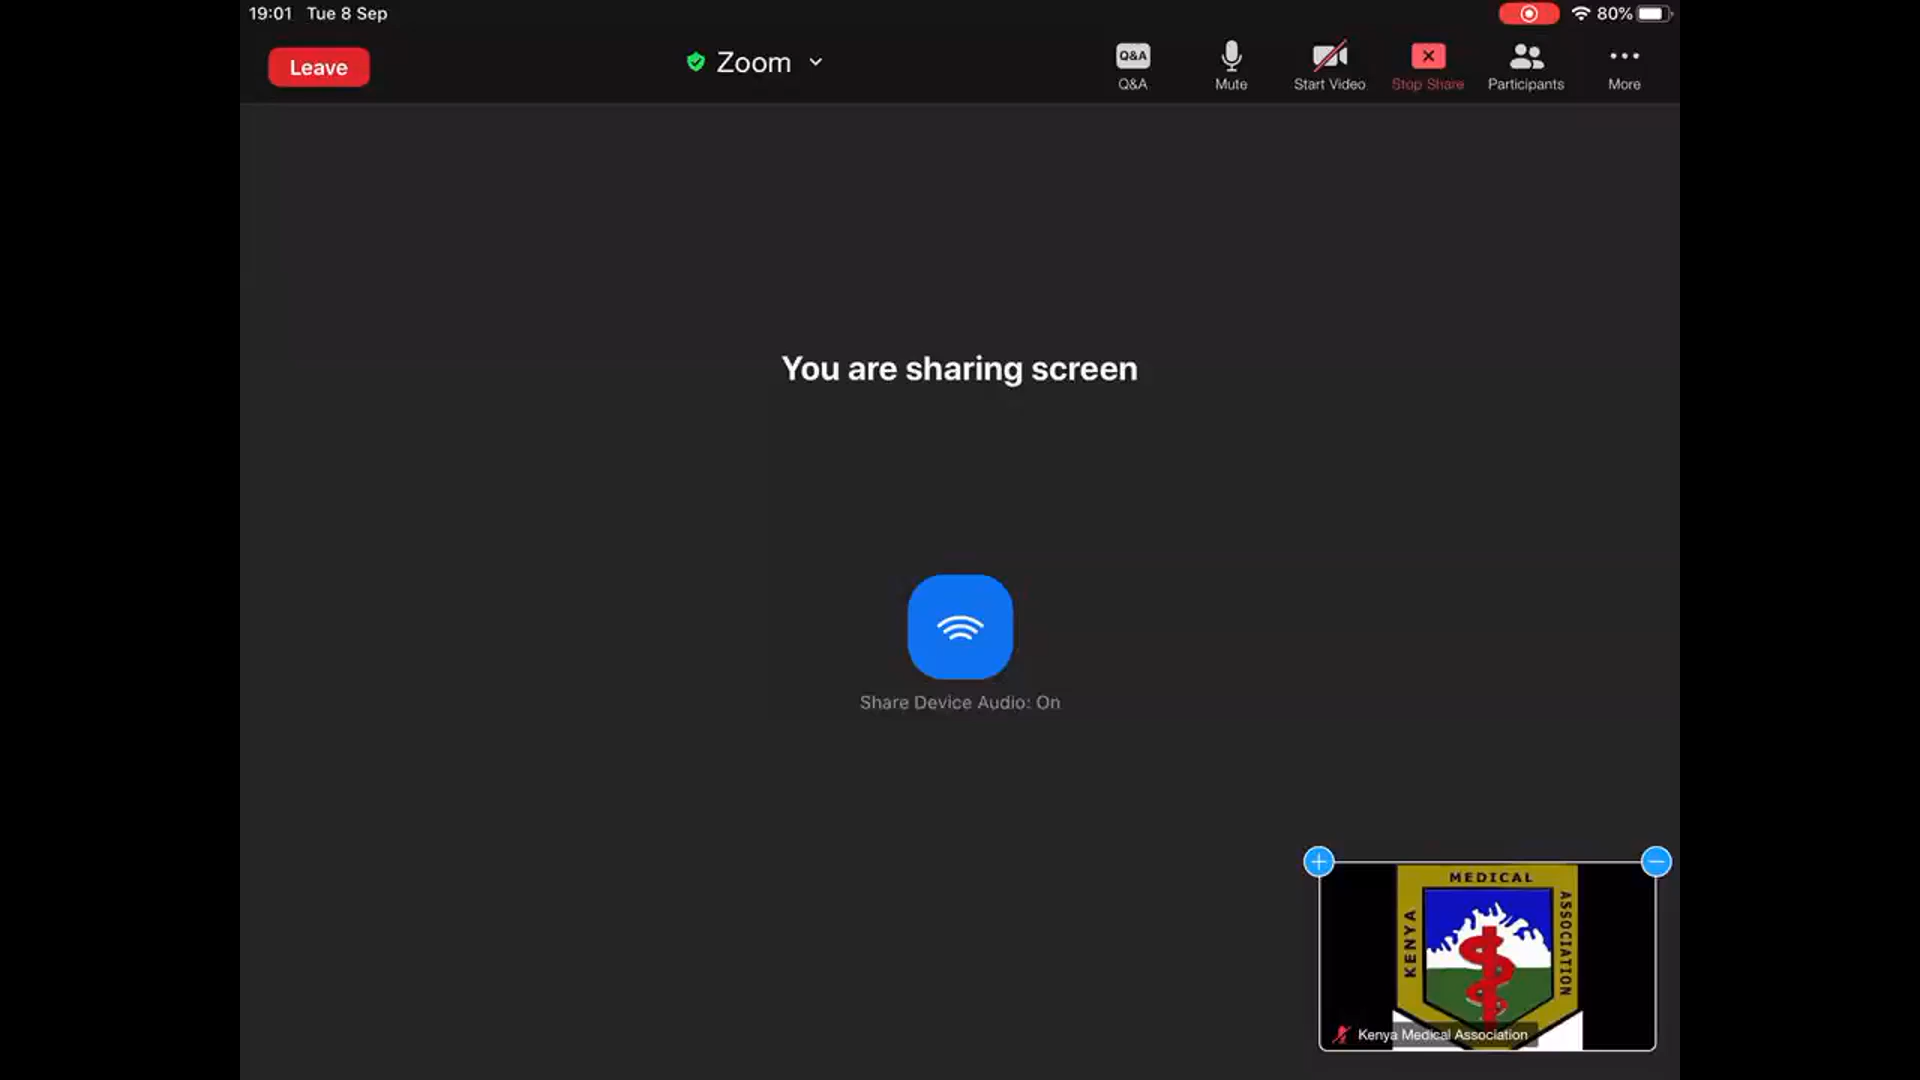 19:01 Tue 8 Sep
80%
Leave
Zoom
Q&A
Q&A
Mute
Start Video
Stop Share
Participants
More
You are sharing screen
Share Device Audio: On
MEDICAL
KENYA
ASSOCIATION
Kenya Medical Association